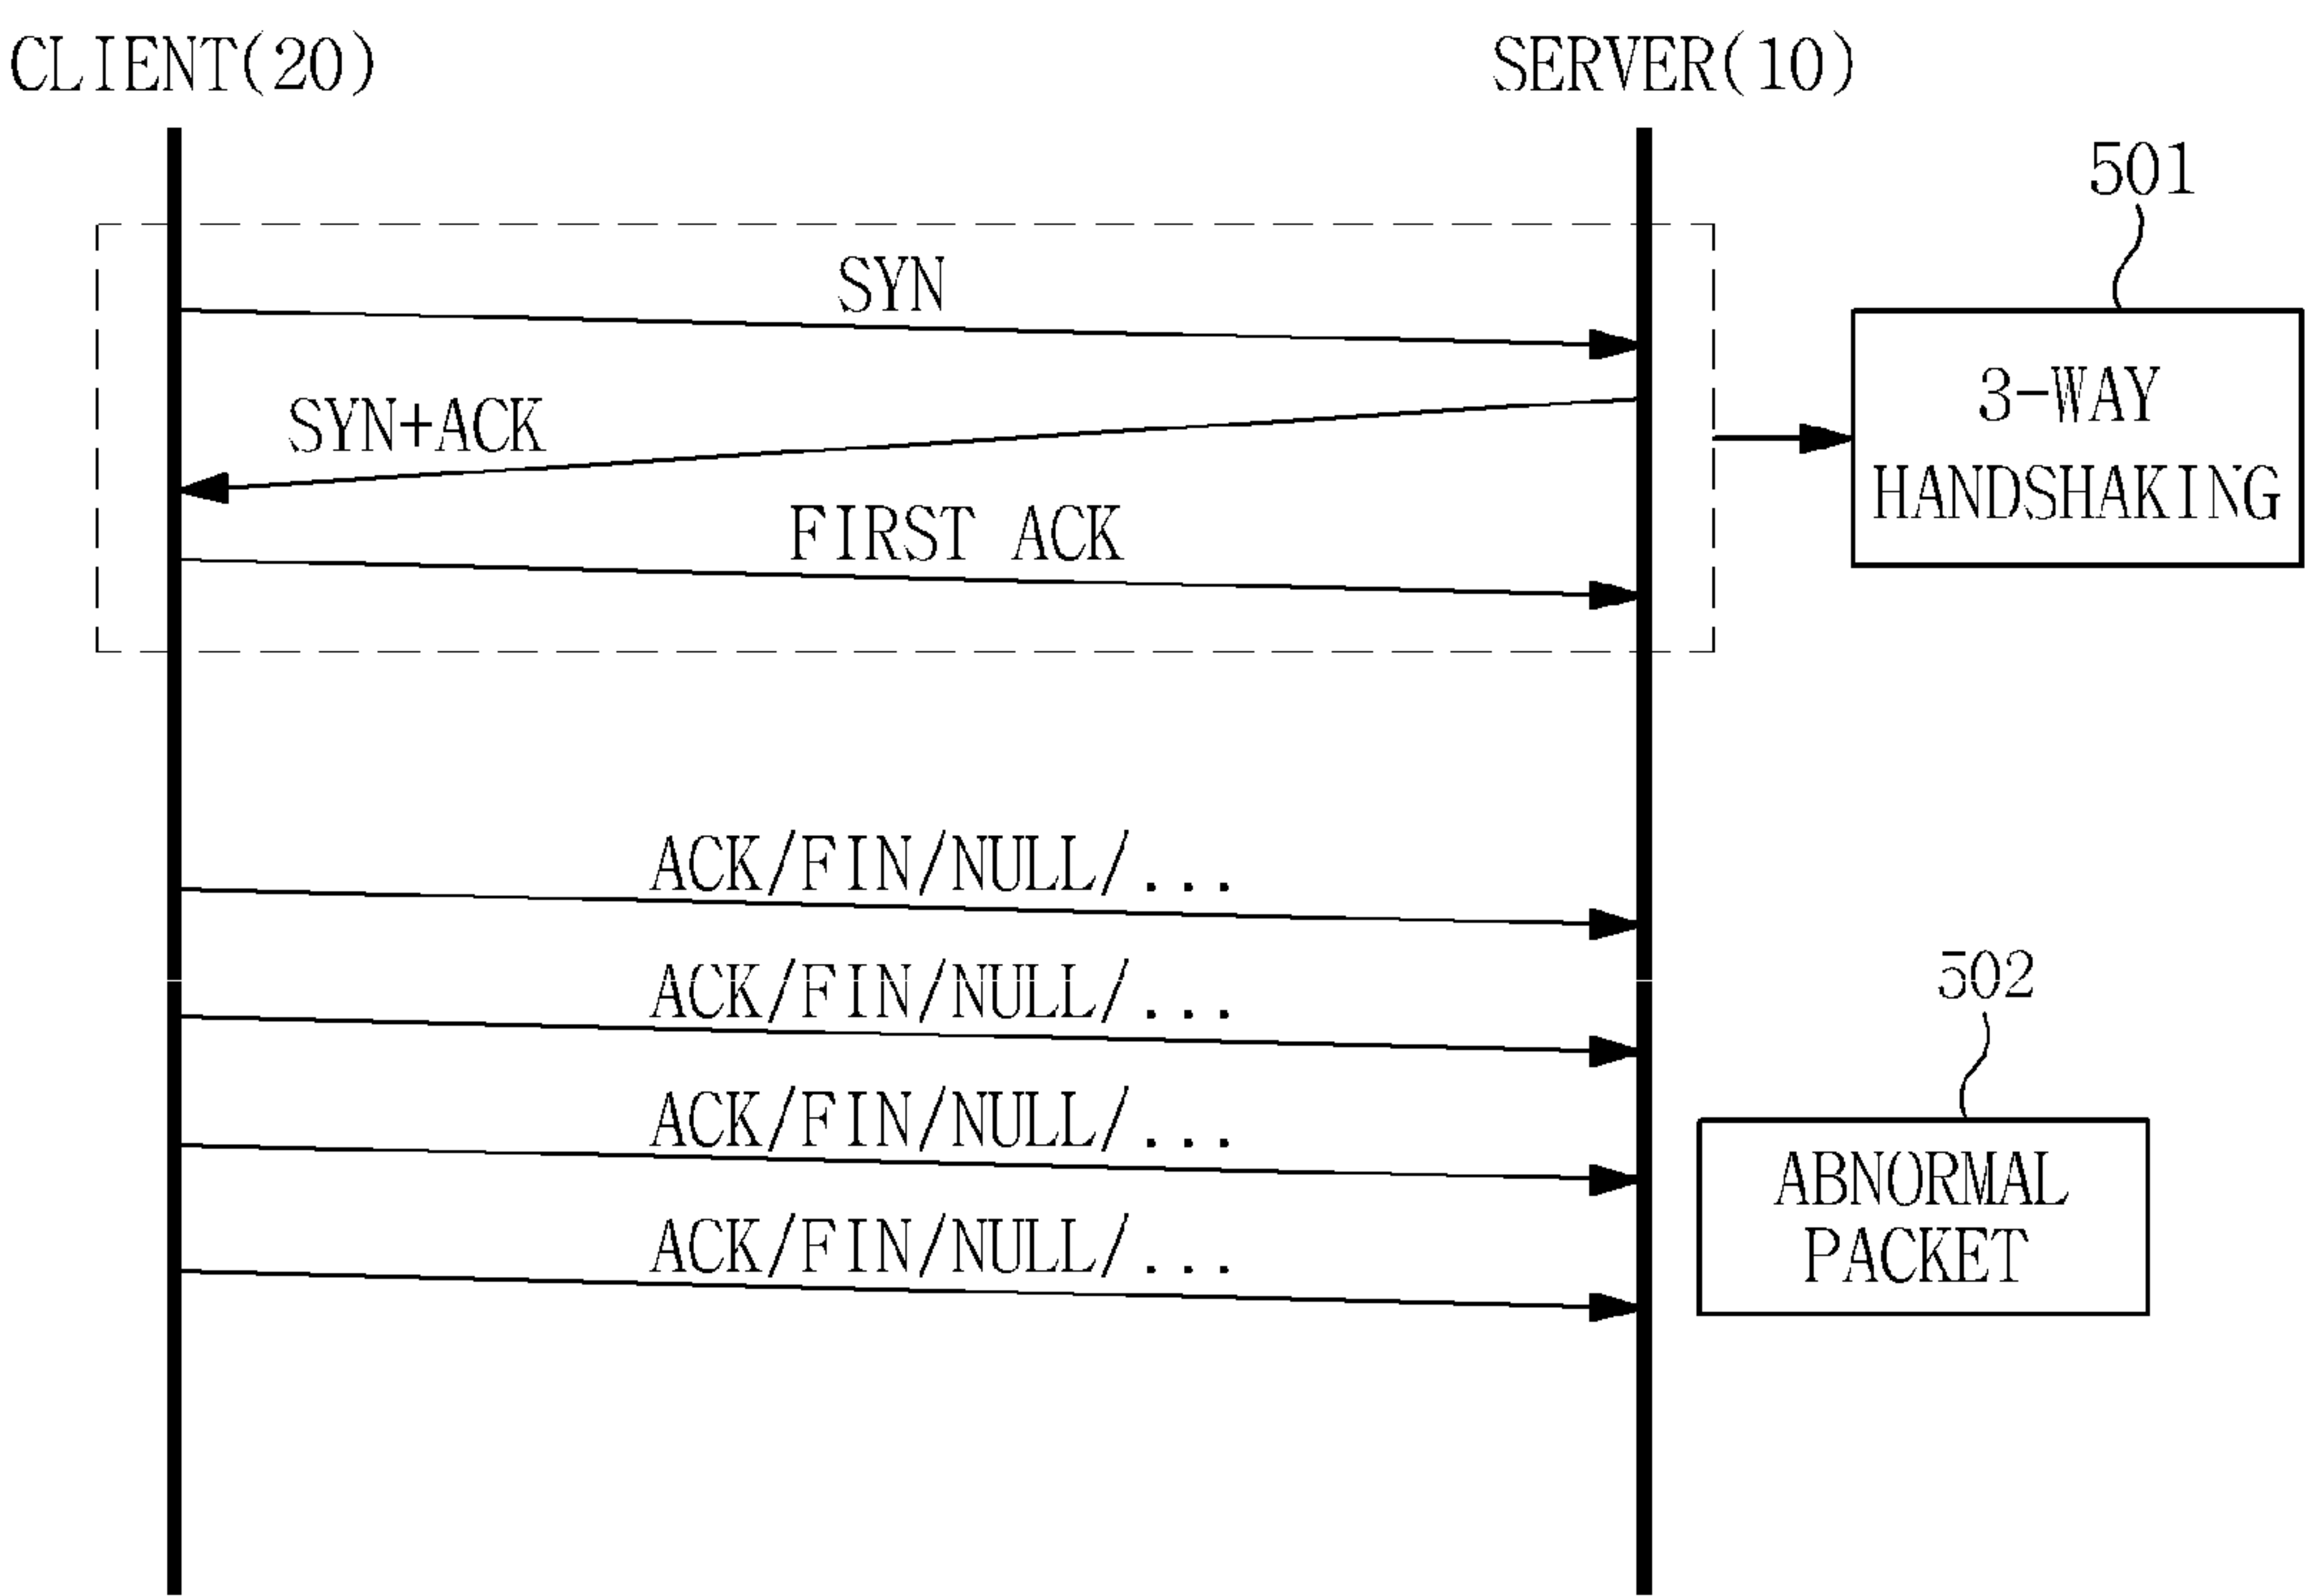 CLIENT(20)
SERVER(10)
501
SYN
3-WAY
HANDSHAKING
SYN+ACK
FIRST ACK
ACK/FIN/NULL/...
ACK/FIN/NULL/...
502
ACK/FIN/NULL/...
ABNORMAL
PACKET
ACK/FIN/NULL/...